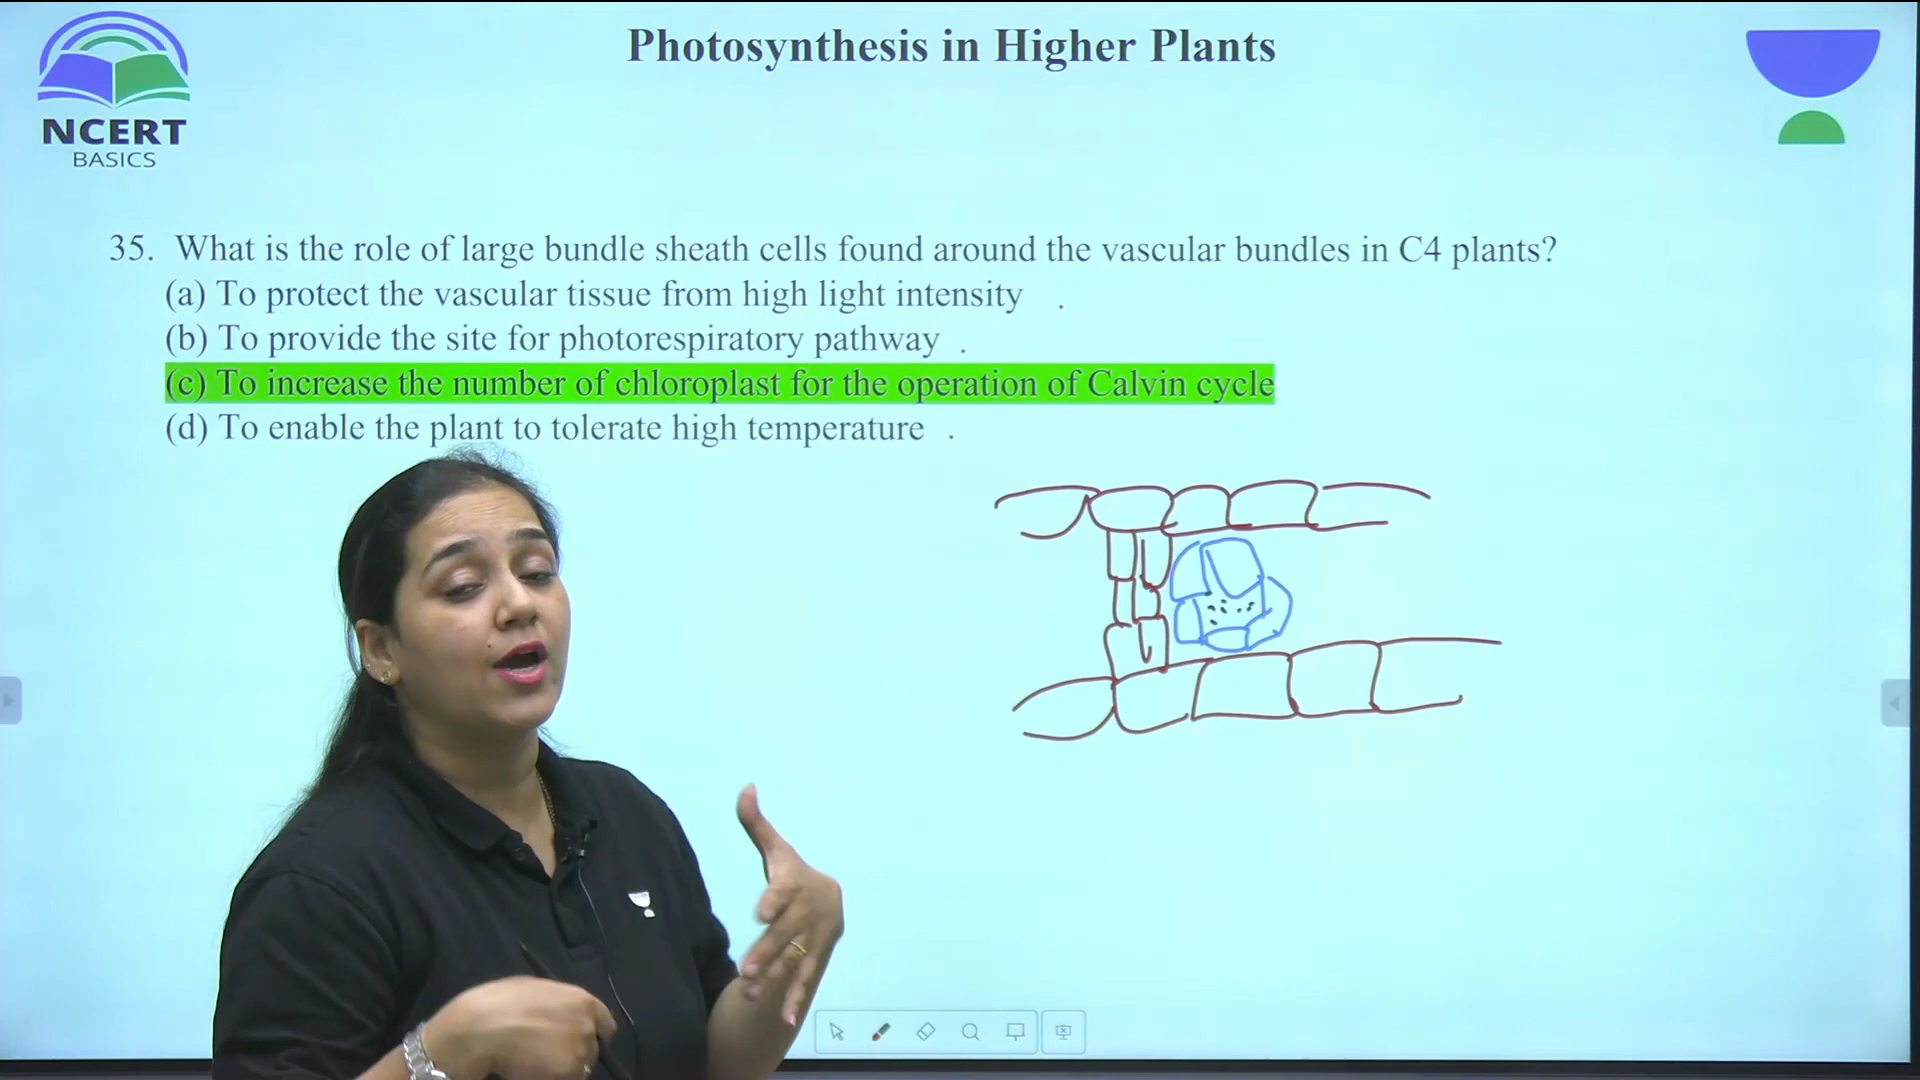 Photosynthesis in Higher Plants
NCERT
BASICS
35. What is the role of large bundle sheath cells found around the vascular bundles in C4 plants?
(a) To protect the vascular tissue from high light intensity .
(b) To provide the site for photorespiratory pathway .
(c) To increase the number of chloroplast for the operation of Calvin cycle
(d) To enable the plant to tolerate high temperature .